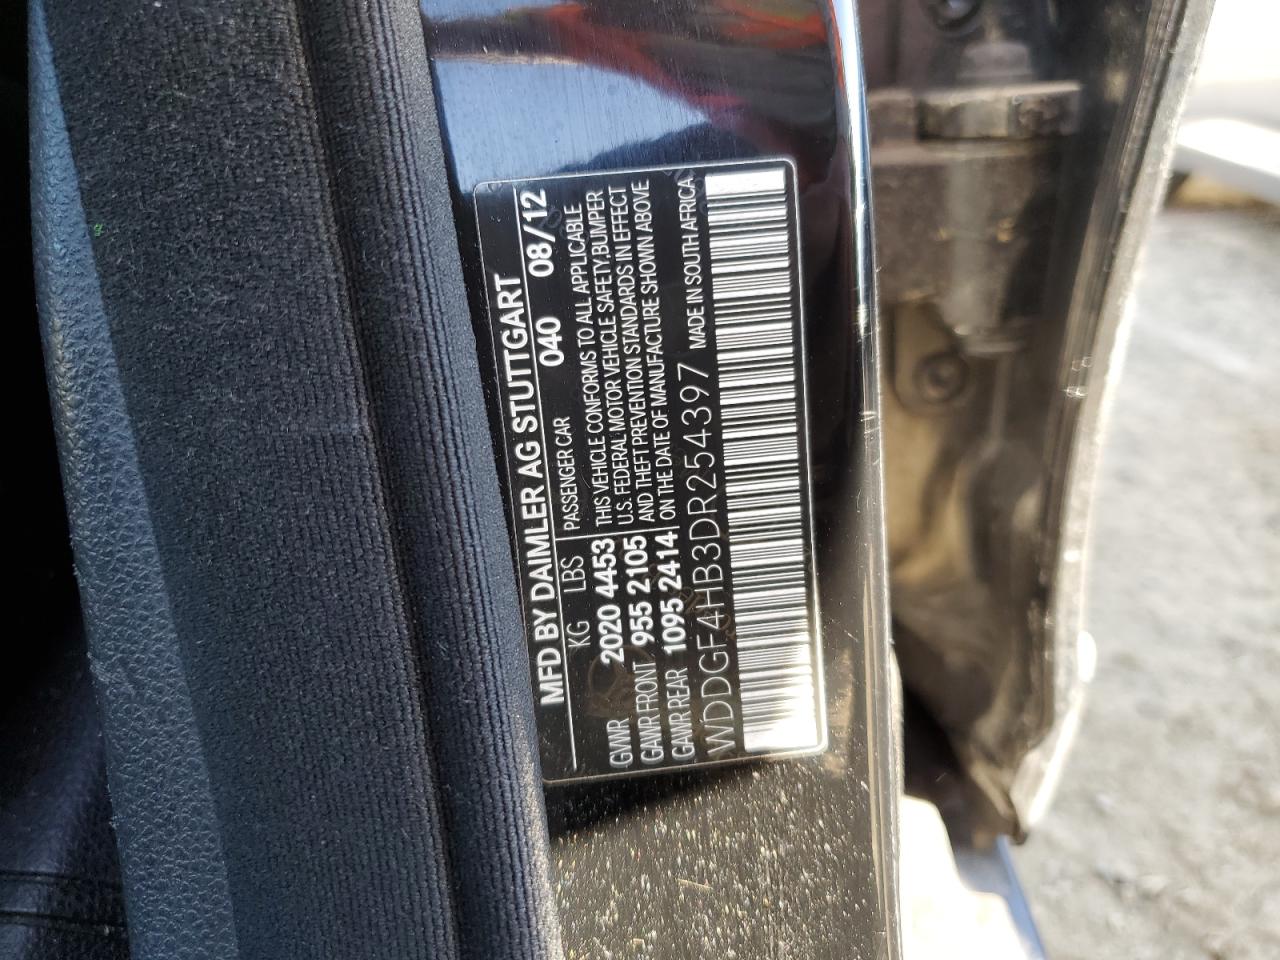 MFD BY DAIMLER AG STUTTGART
KG LBS PASSENGER CAR 040 08/12
GVWR 2020 4453 THIS VEHICLE CONFORMS TO ALL APPLICABLE
U.S. FEDERAL MOTOR VEHICLE SAFETY,BUMPER
GAWR FRONT 955 2105 AND THEFT PREVENTION STANDARDS IN EFFECT
GAWR REAR 1095 2414 ON THE DATE OF MANUFACTURE SHOWN ABOVE
WDDGF4HB3DR254397 MADE IN SOUTH AFRICA